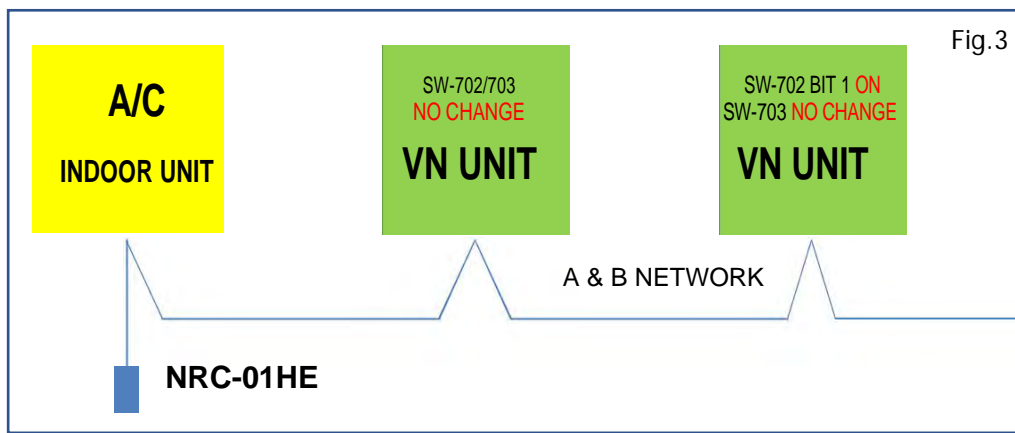 Fig.3
A/C
INDOOR UNIT
SW-702/703
NO CHANGE
VN UNIT
SW-702 BIT 1 ON
SW-703 NO CHANGE
VN UNIT
A & B NETWORK
NRC-01HE